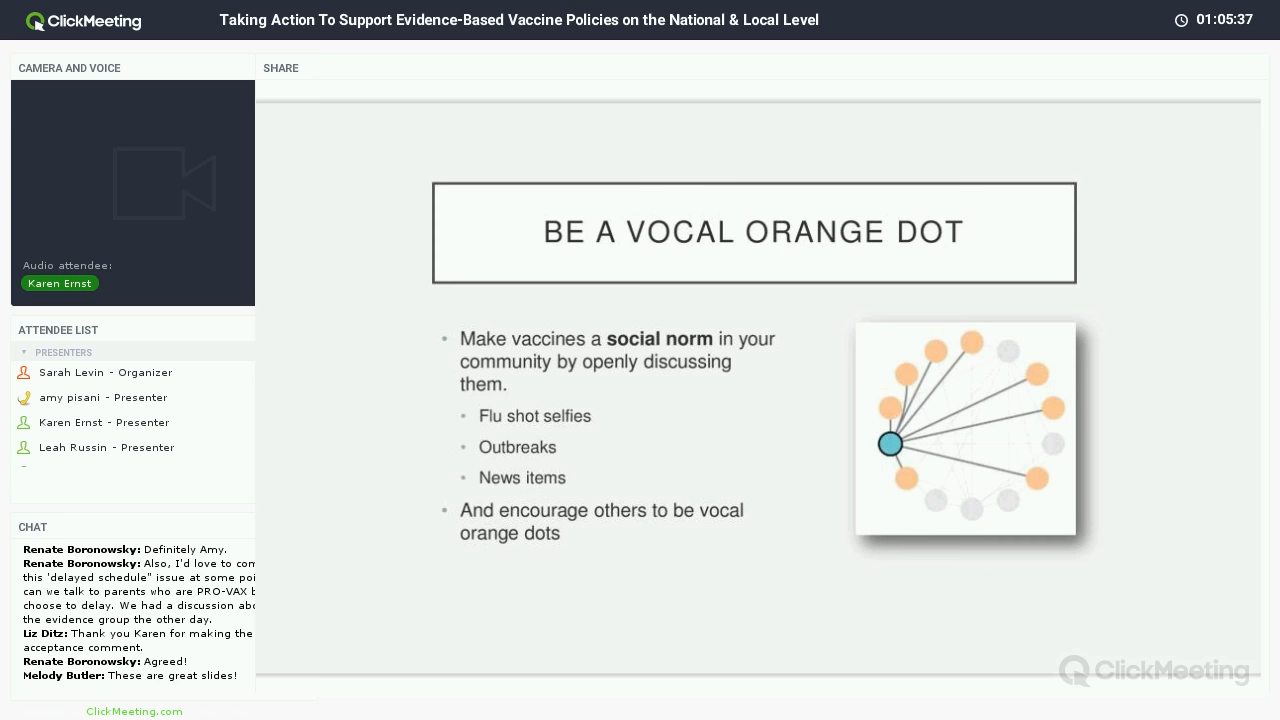 ClickMeeting
Taking Action To Support Evidence-Based Vaccine Policies on the National & Local Level
01:05:37
CAMERA AND VOICE
SHARE
Audio attendee:
Karen Ernst
ATTENDEE LIST
PRESENTERS
Sarah Levin - Organizer
amy pisani - Presenter
Karen Ernst - Presenter
Leah Russin - Presenter
CHAT
Renate Boronowsky: Definitely Amy.
Renate Boronowsky: Also, I'd love to
this 'delayed schedule" issue at some
can we talk to parents who are PRO-VAX
choose to delay. We had a discussion
the evidence group the other day.
Liz Ditz: Thank you Karen for making the
acceptance comment.
Renate Boronowsky: Agreed!
Melody Butler: These are great slides!
ClickMeeting.com
BE A VOCAL ORANGE DOT
• Make vaccines a social norm in your
community by openly discussing
them.
• Flu shot selfies
• Outbreaks
• News items
• And encourage others to be vocal
orange dots
ClickMeeting